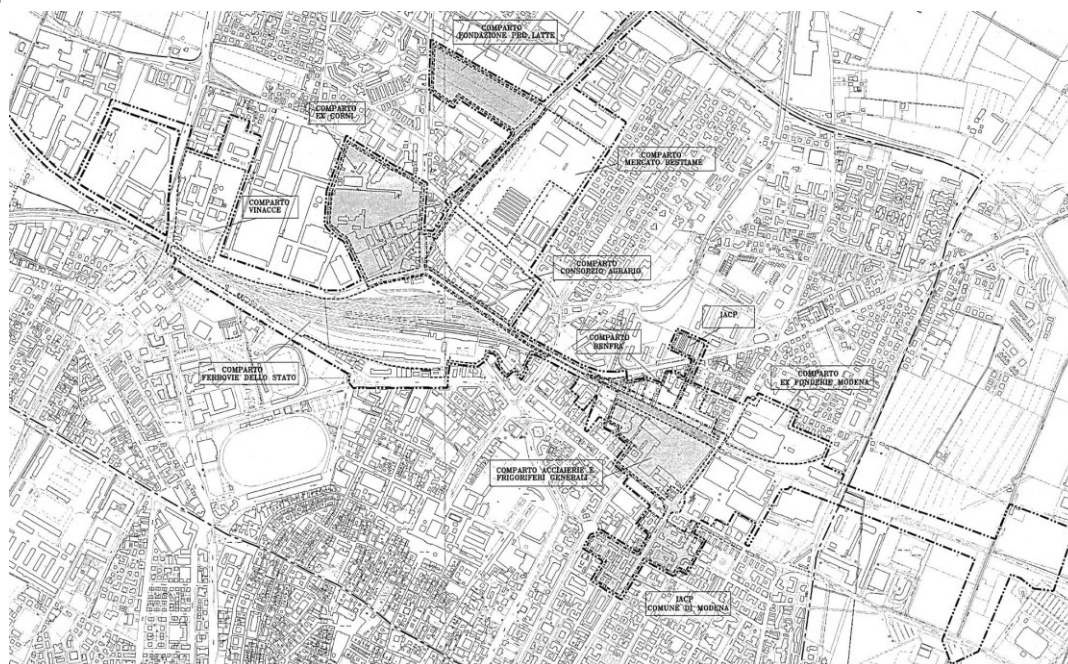 COMPARTO
FONDAZIONE PRO LATTE
COMPARTO
EX CORNI
COMPARTO
MERCATO BESTIAME
COMPARTO
VINACCE
COMPARTO
CONSORZIO AGRARIO
IACP
COMPARTO
BENFRA
COMPARTO
FERROVIE DELLO STATO
COMPARTO
EX FONDERIE MODENA
COMPARTO ACCIAIERIE E
FRIGORIFERI GENERALI
IACP
COMUNE DI MODENA